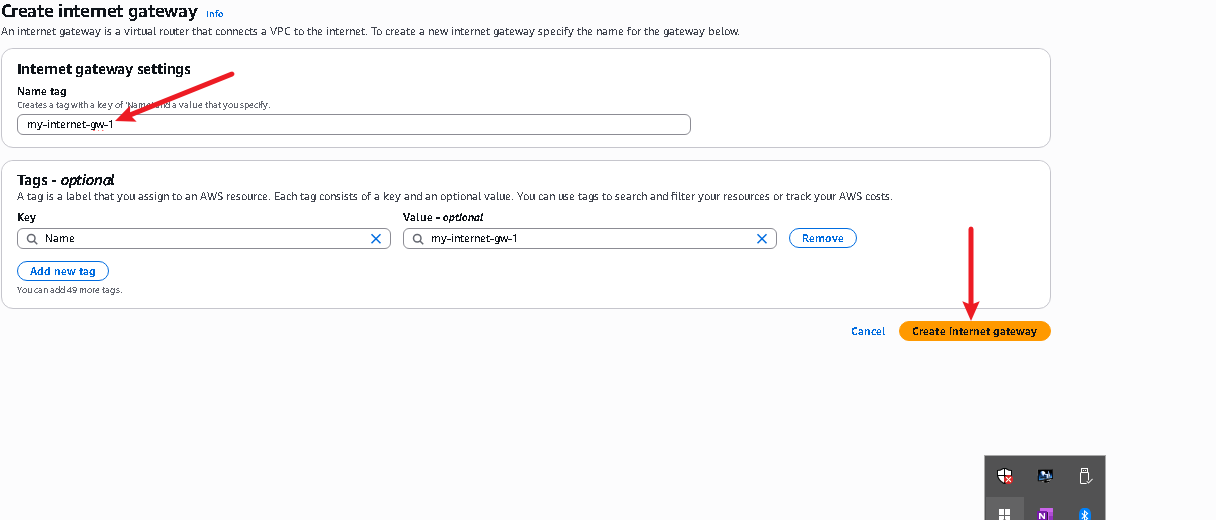 Create internet gateway Info
An internet gateway is a virtual router that connects a VPC to the internet. To create a new internet gateway specify the name for the gateway below.
Internet gateway settings
Name tag
Creates a tag with a key of 'Name' and a value that you specify.
my-internet-gw-1
Tags - optional
A tag is a label that you assign to an AWS resource. Each tag consists of a key and an optional value. You can use tags to search and filter your resources or track your AWS costs.
Key
Value - optional
Name
my-internet-gw-1
Remove
Add new tag
You can add 49 more tags.
Cancel
Create internet gateway
N